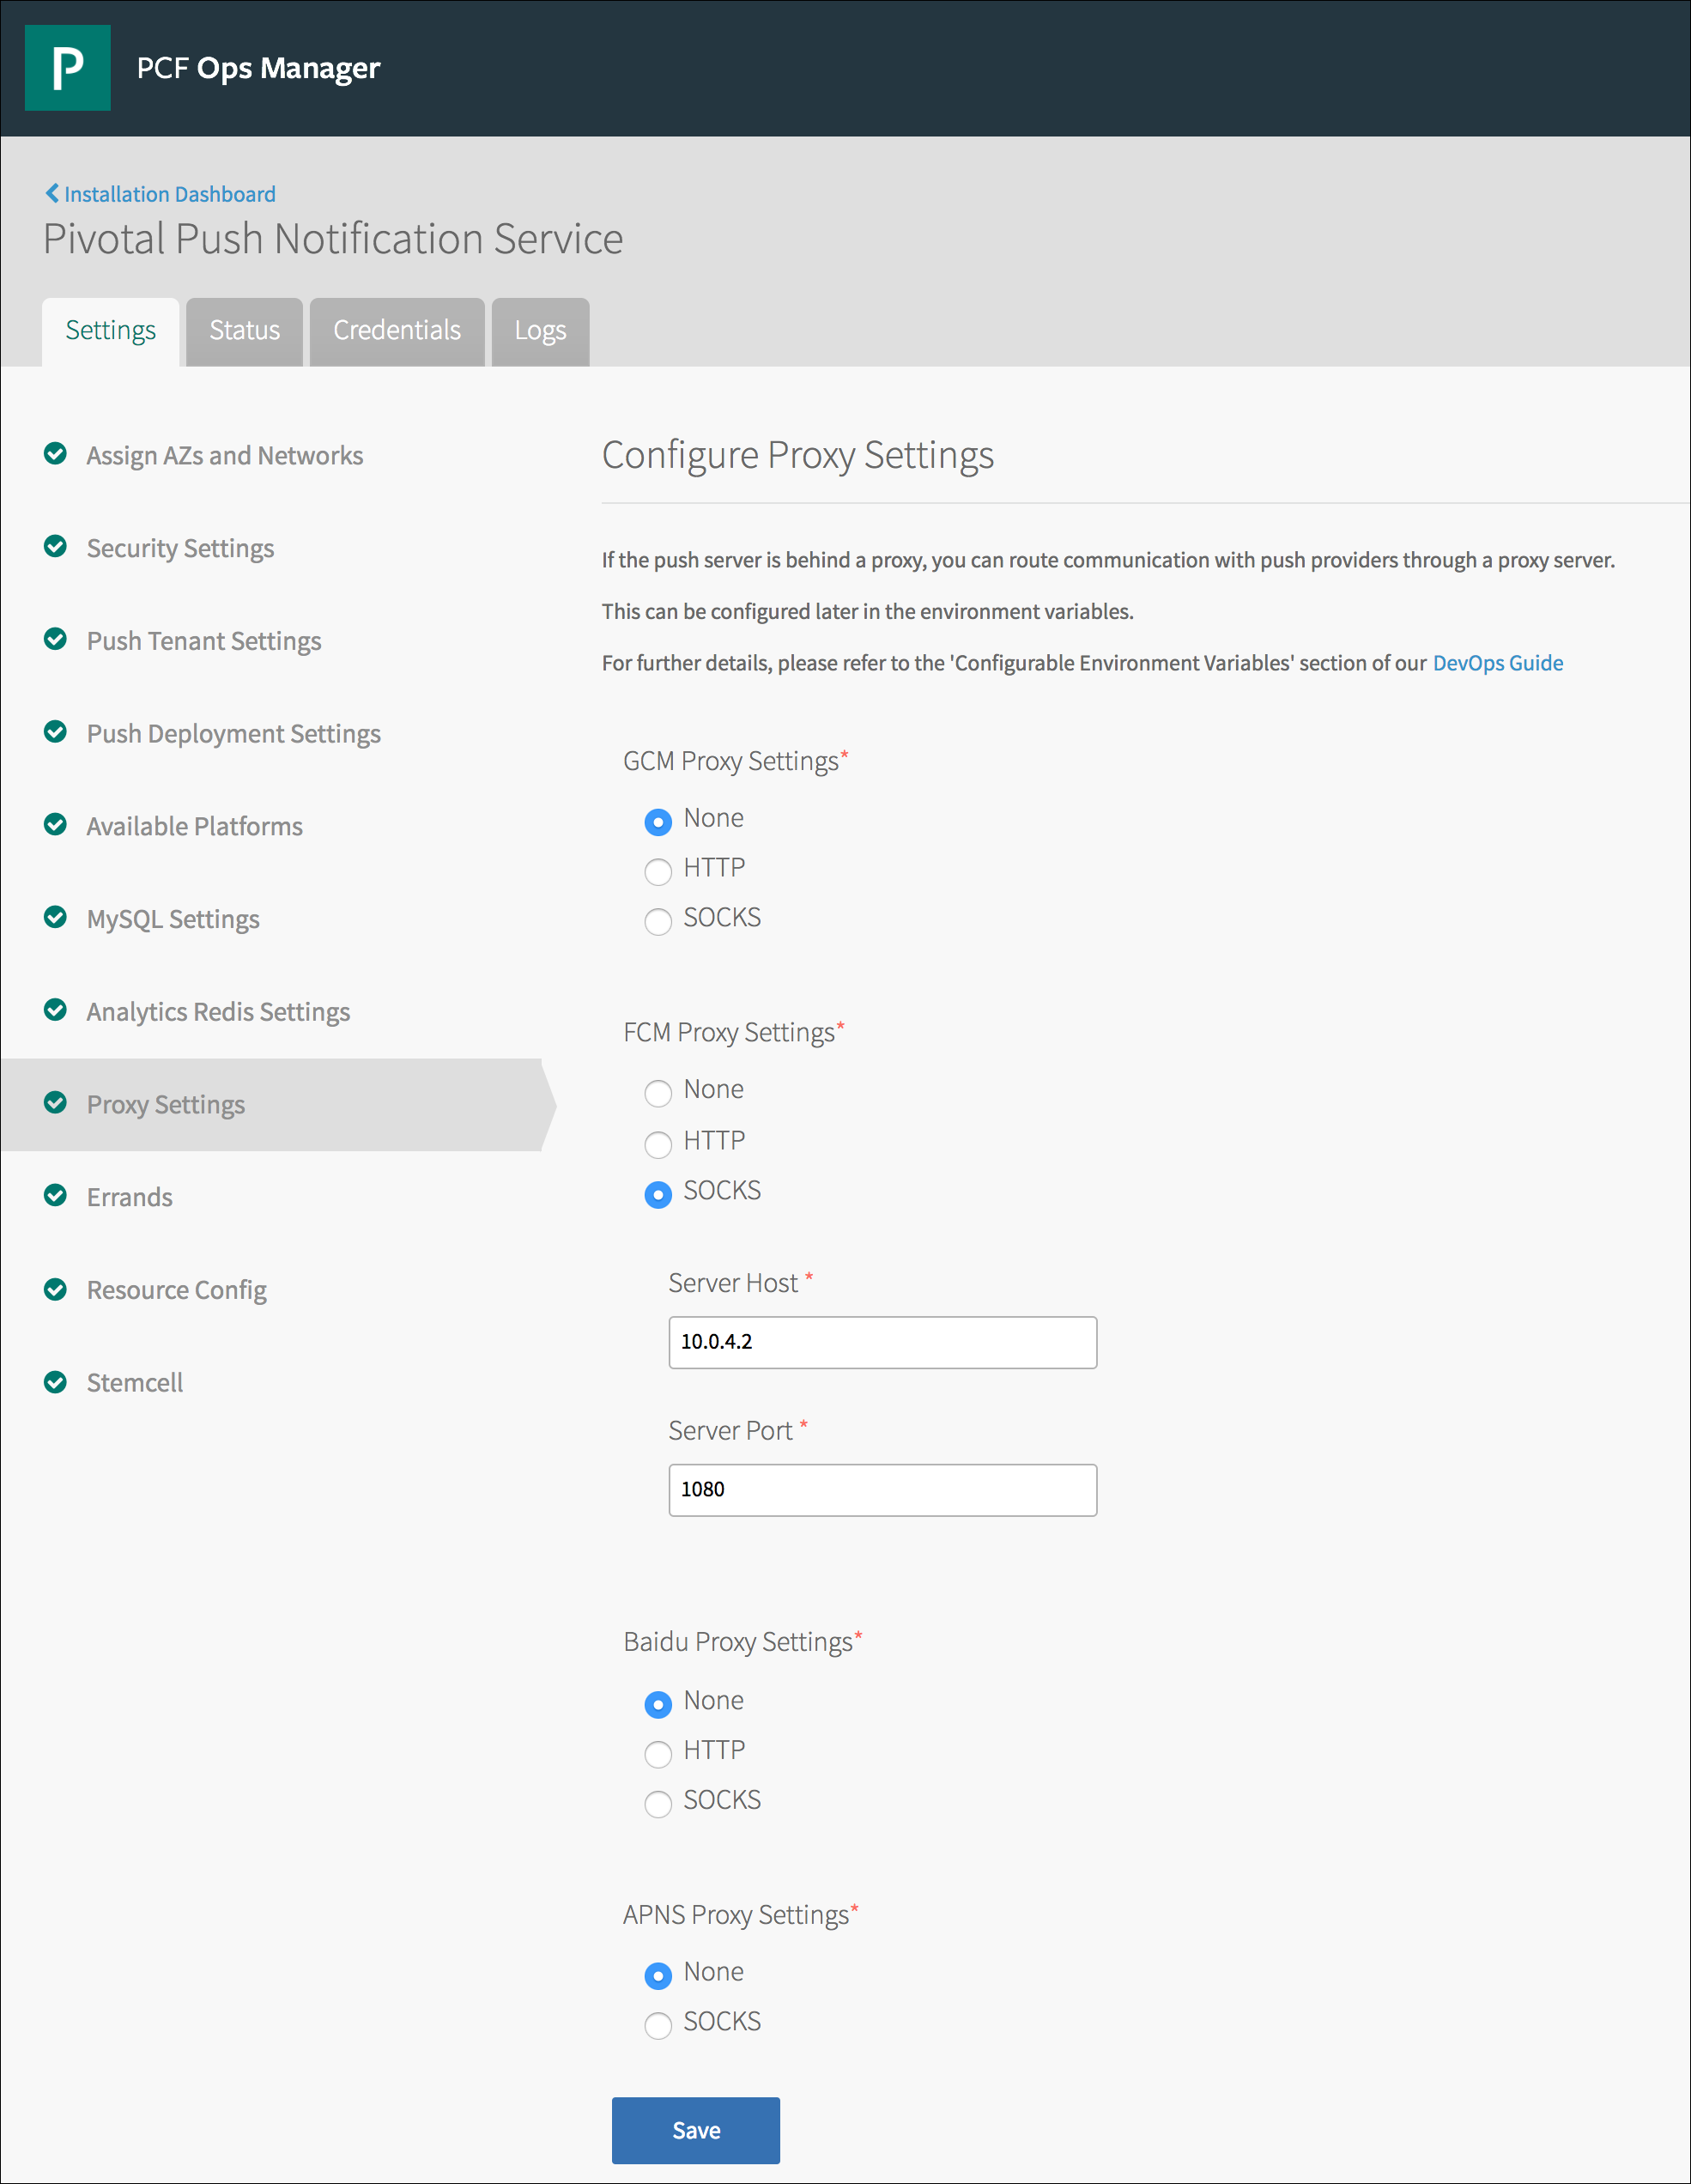 P
PCF Ops Manager
Installation Dashboard
Pivotal Push Notification Service
Settings
Status
Credentials
Logs
Assign AZs and Networks
Security Settings
Push Tenant Settings
Push Deployment Settings
Available Platforms
MySQL Settings
Analytics Redis Settings
Proxy Settings
Errands
Resource Config
Stemcell
Configure Proxy Settings
If the push server is behind a proxy, you can route communication with push providers through a proxy server.
This can be configured later in the environment variables.
For further details, please refer to the 'Configurable Environment Variables' section of our DevOps Guide
GCM Proxy Settings*
None
HTTP
SOCKS
FCM Proxy Settings*
None
HTTP
SOCKS
Server Host *
10.0.4.2
Server Port *
1080
Baidu Proxy Settings*
None
HTTP
SOCKS
APNS Proxy Settings*
None
SOCKS
Save